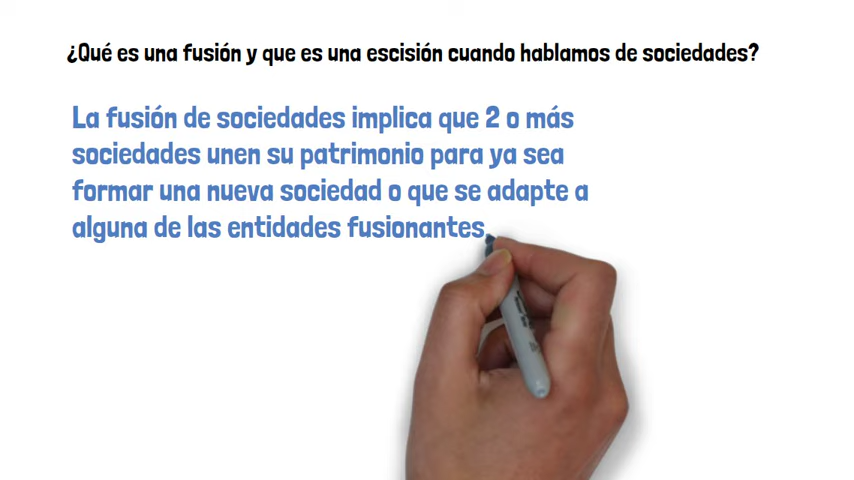 ¿Qué es una fusión y que es una escisión cuando hablamos de sociedades?
La fusión de sociedades implica que 2 o más
sociedades unen su patrimonio para ya sea
formar una nueva sociedad o que se adapte a
alguna de las entidades fusionantes.